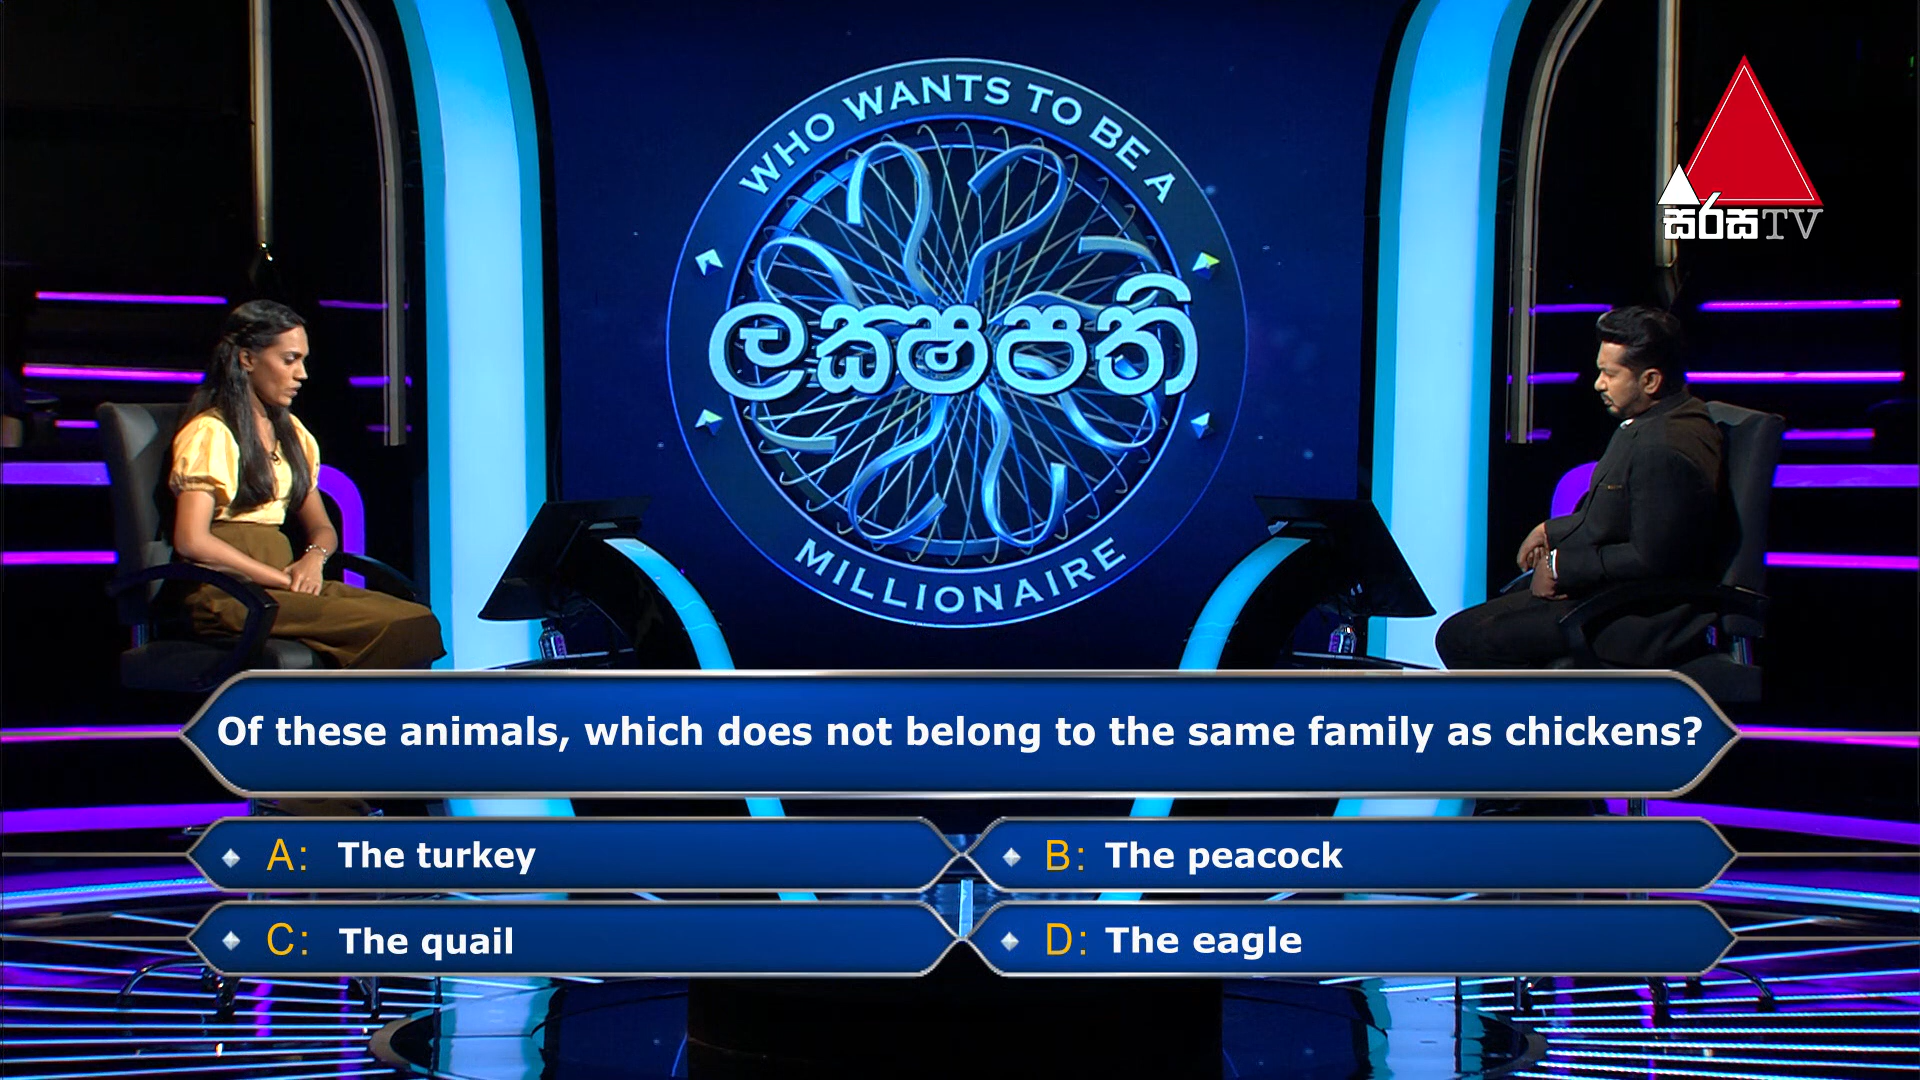 WHO WANTS TO BE A
ලක්ෂපති
MILLIONAIRE
සිරස TV
Of these animals, which does not belong to the same family as chickens?
A: The turkey
B: The peacock
C: The quail
D: The eagle